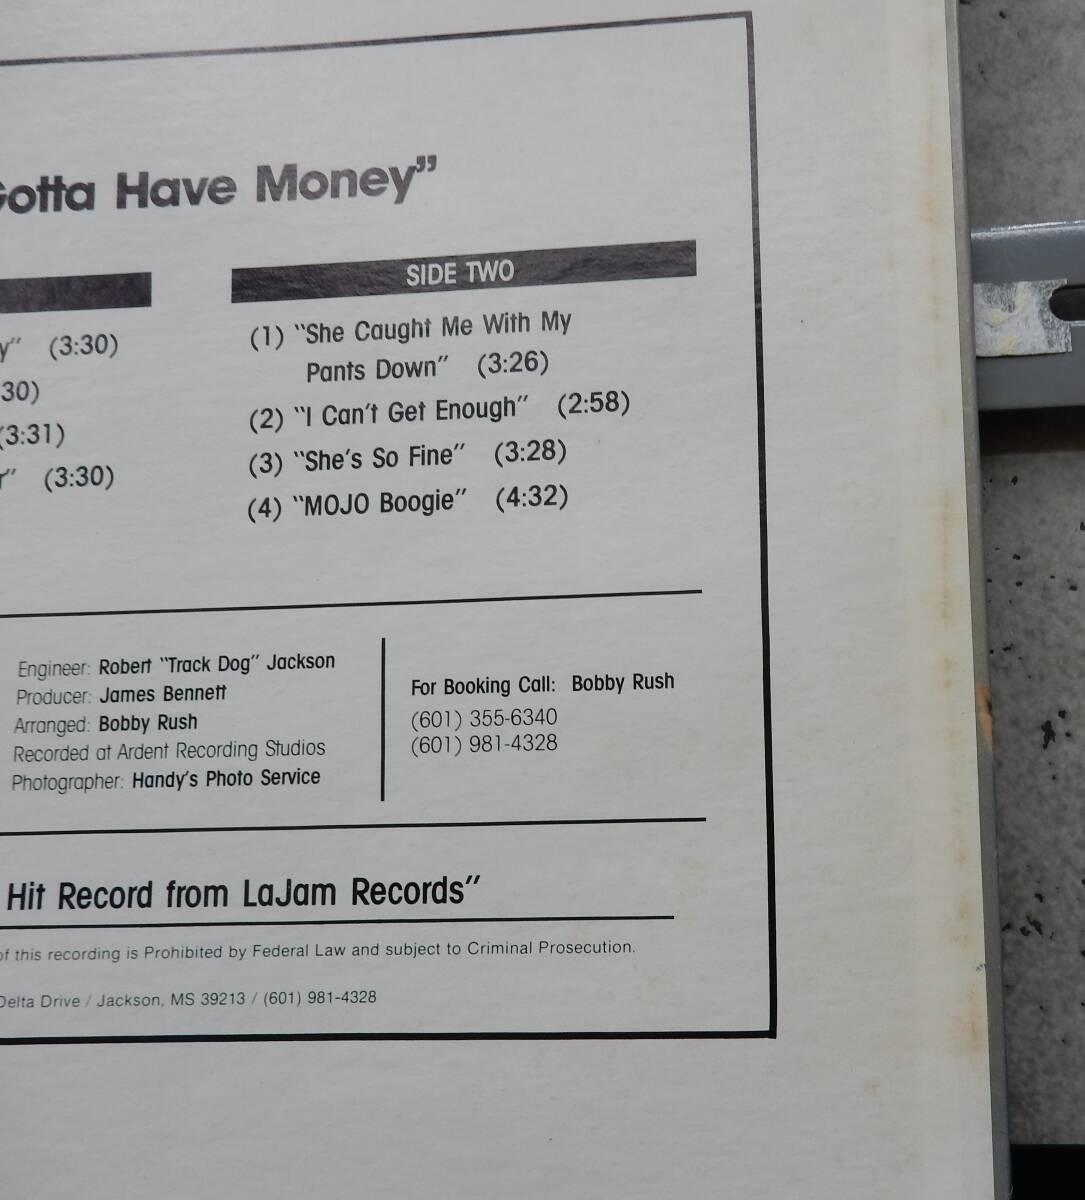 Have Money”
SIDE TWO
(3:30)
(3:31)
(3:30)
(1) “She Caught Me With My
Pants Down” (3:26)
(2) “I Can’t Get Enough” (2:58)
(3) “She’s So Fine” (3:28)
(4) “MOJO Boogie” (4:32)
Engineer: Robert “Track Dog” Jackson
Producer: James Bennett
Arranged: Bobby Rush
Recorded at Ardent Recording Studios
Photographer: Handy’s Photo Service
For Booking Call: Bobby Rush
(601) 355-6340
(601) 981-4328
Hit Record from LaJam Records”
of this recording is Prohibited by Federal Law and subject to Criminal Prosecution.
Delta Drive / Jackson, MS 39213 / (601) 981-4328